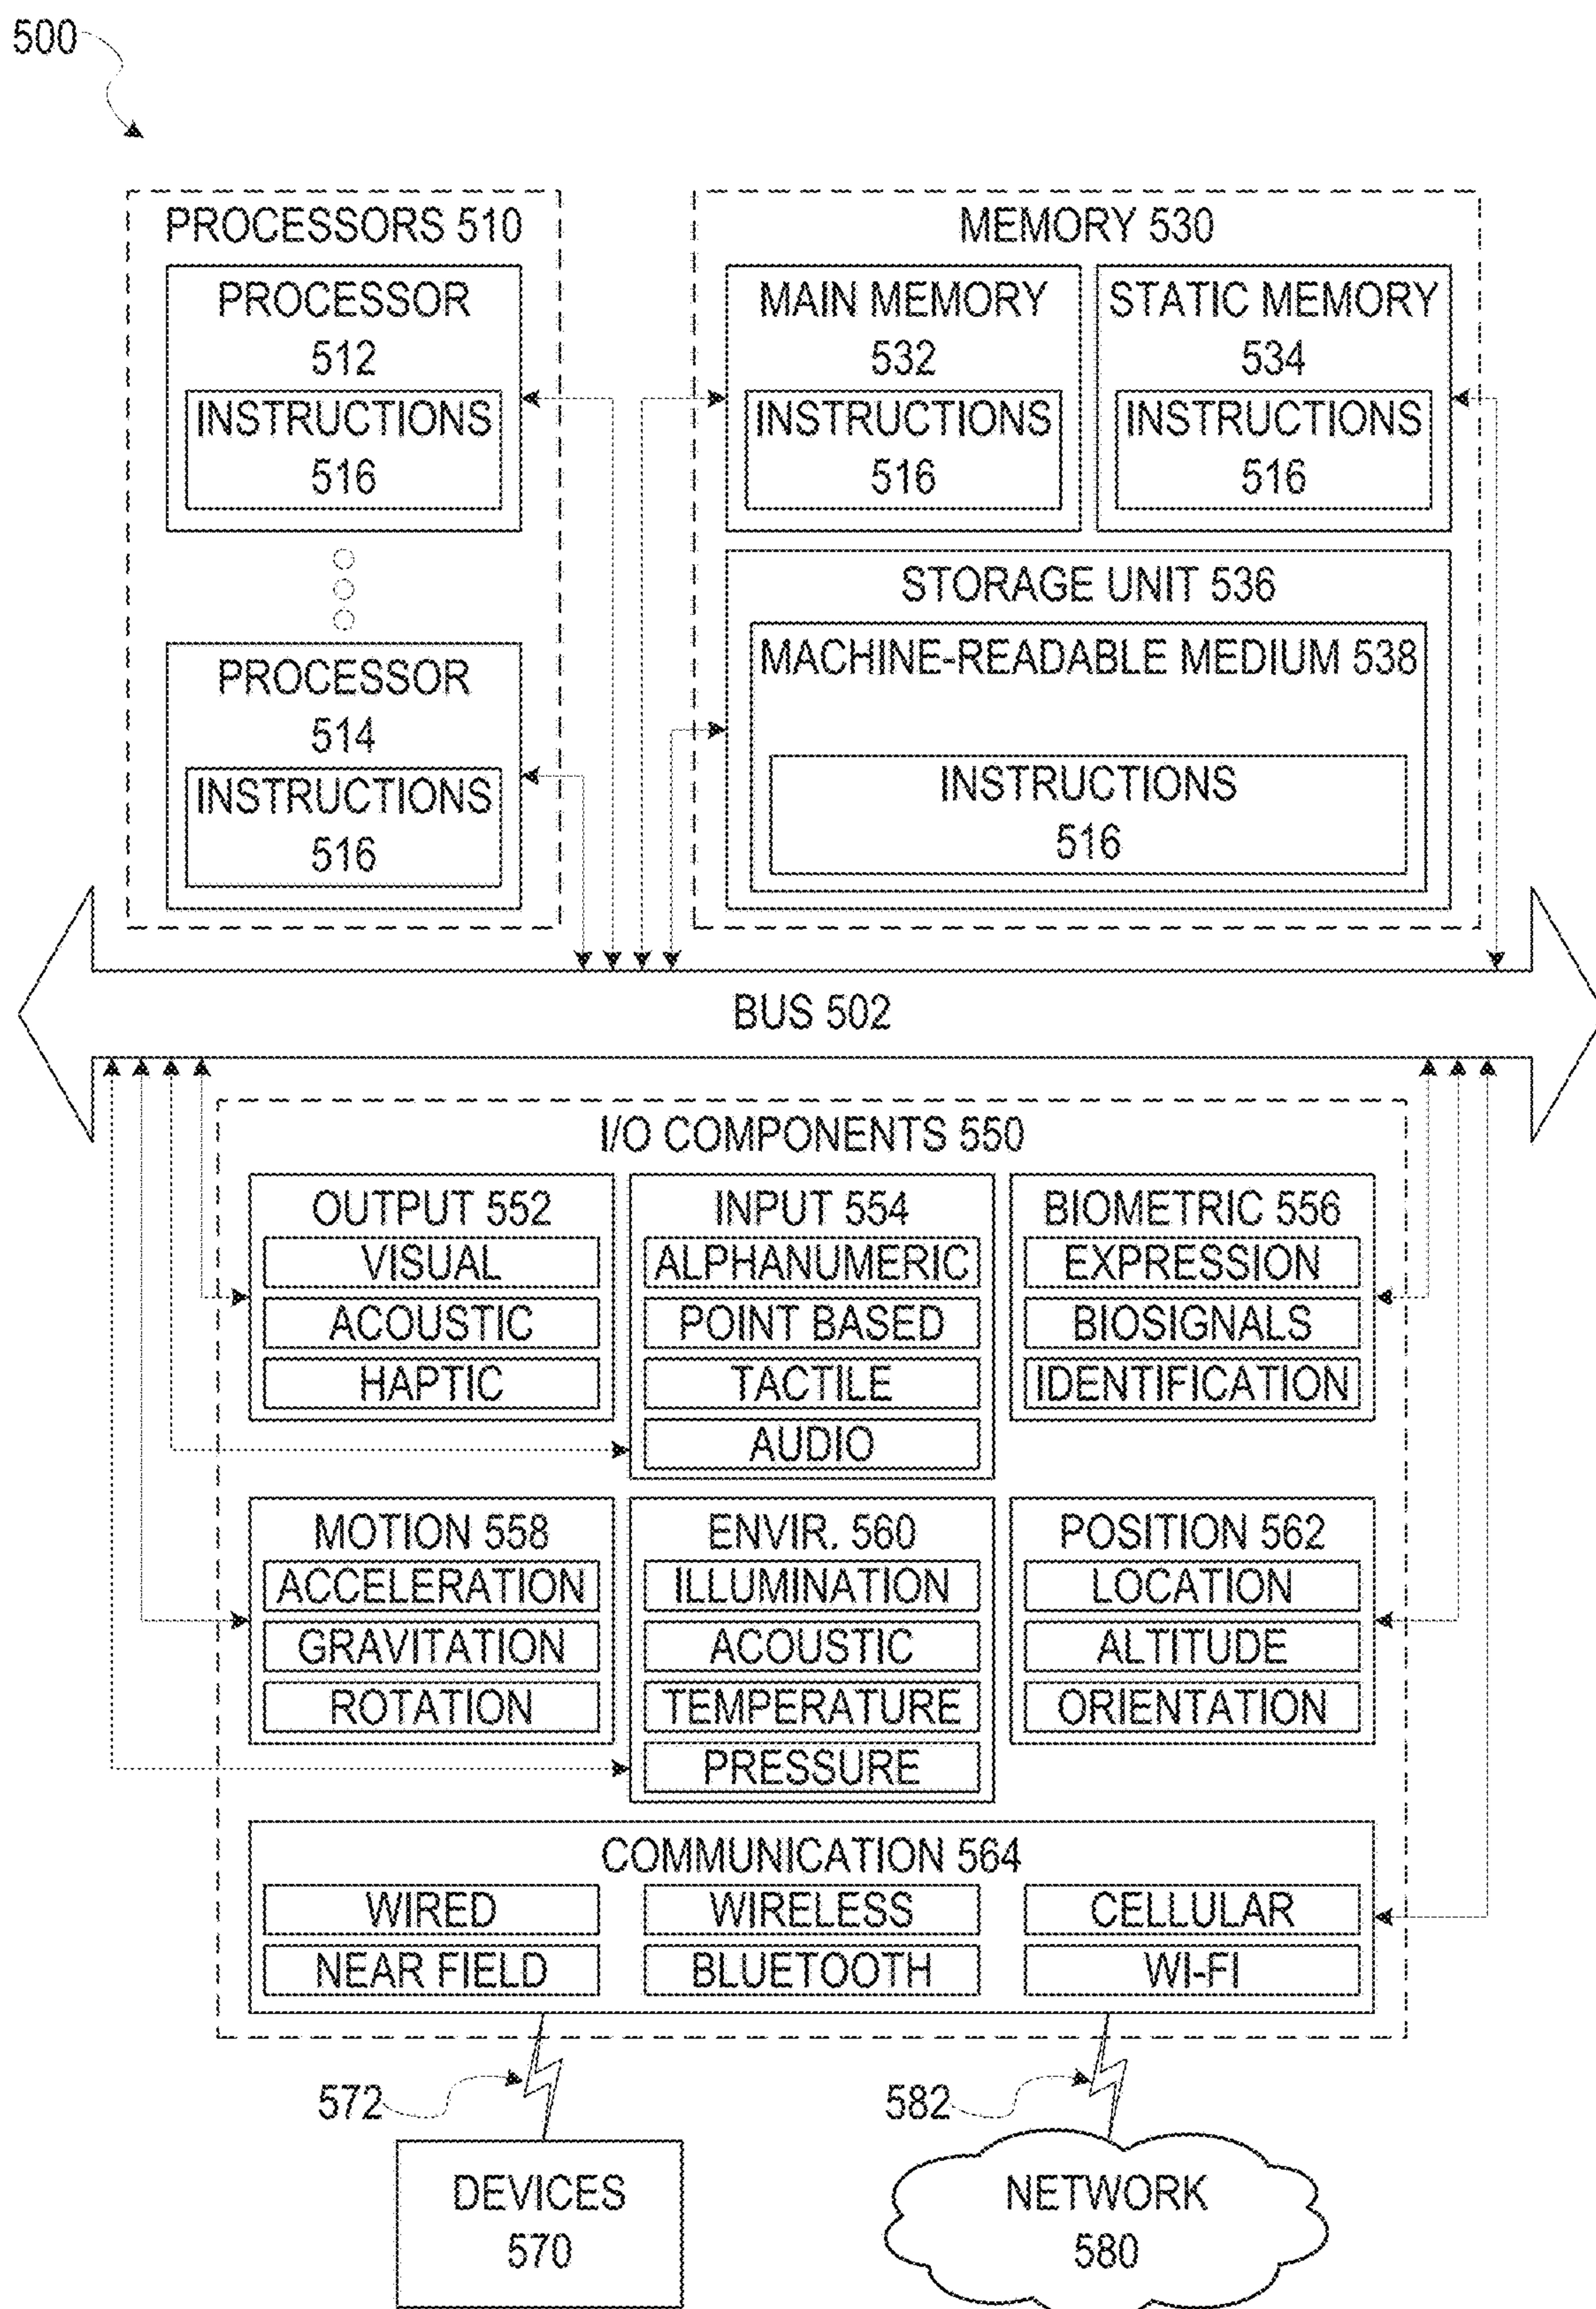 500
PROCESSORS 510
PROCESSOR
512
INSTRUCTIONS
516
PROCESSOR
514
INSTRUCTIONS
516
MEMORY 530
MAIN MEMORY
532
INSTRUCTIONS
516
STATIC MEMORY
534
INSTRUCTIONS
516
STORAGE UNIT 536
MACHINE-READABLE MEDIUM 538
INSTRUCTIONS
516
BUS 502
I/O COMPONENTS 550
OUTPUT 552
VISUAL
ACOUSTIC
HAPTIC
INPUT 554
ALPHANUMERIC
POINT BASED
TACTILE
AUDIO
BIOMETRIC 556
EXPRESSION
BIOSIGNALS
IDENTIFICATION
MOTION 558
ACCELERATION
GRAVITATION
ROTATION
ENVIR. 560
ILLUMINATION
ACOUSTIC
TEMPERATURE
PRESSURE
POSITION 562
LOCATION
ALTITUDE
ORIENTATION
COMMUNICATION 564
WIRED
WIRELESS
CELLULAR
NEAR FIELD
BLUETOOTH
WI-FI
572
582
DEVICES
570
NETWORK
580